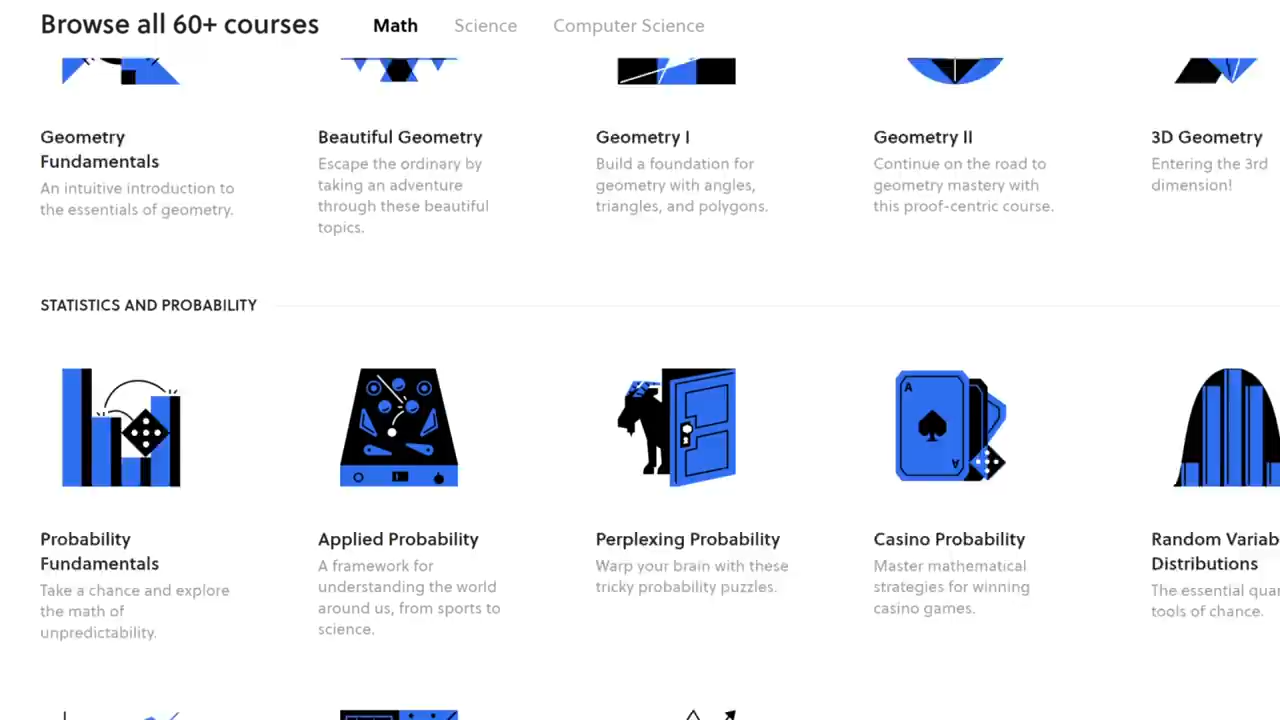 Browse all 60+ courses
Math
Science
Computer Science
Geometry
Fundamentals
An intuitive introduction to
the essentials of geometry.
Beautiful Geometry
Escape the ordinary by
taking an adventure
through these beautiful
topics.
Geometry I
Build a foundation for
geometry with angles,
triangles, and polygons.
Geometry II
Continue on the road to
geometry mastery with
this proof-centric course.
3D Geometry
Entering the 3rd
dimension!
STATISTICS AND PROBABILITY
A
A
Probability
Fundamentals
Take a chance and explore
the math of
unpredictability.
Applied Probability
A framework for
understanding the world
around us, from sports to
science.
Perplexing Probability
Warp your brain with these
tricky probability puzzles.
Casino Probability
Master mathematical
strategies for winning
casino games.
Random
Distributions
The essential
tools of chance.